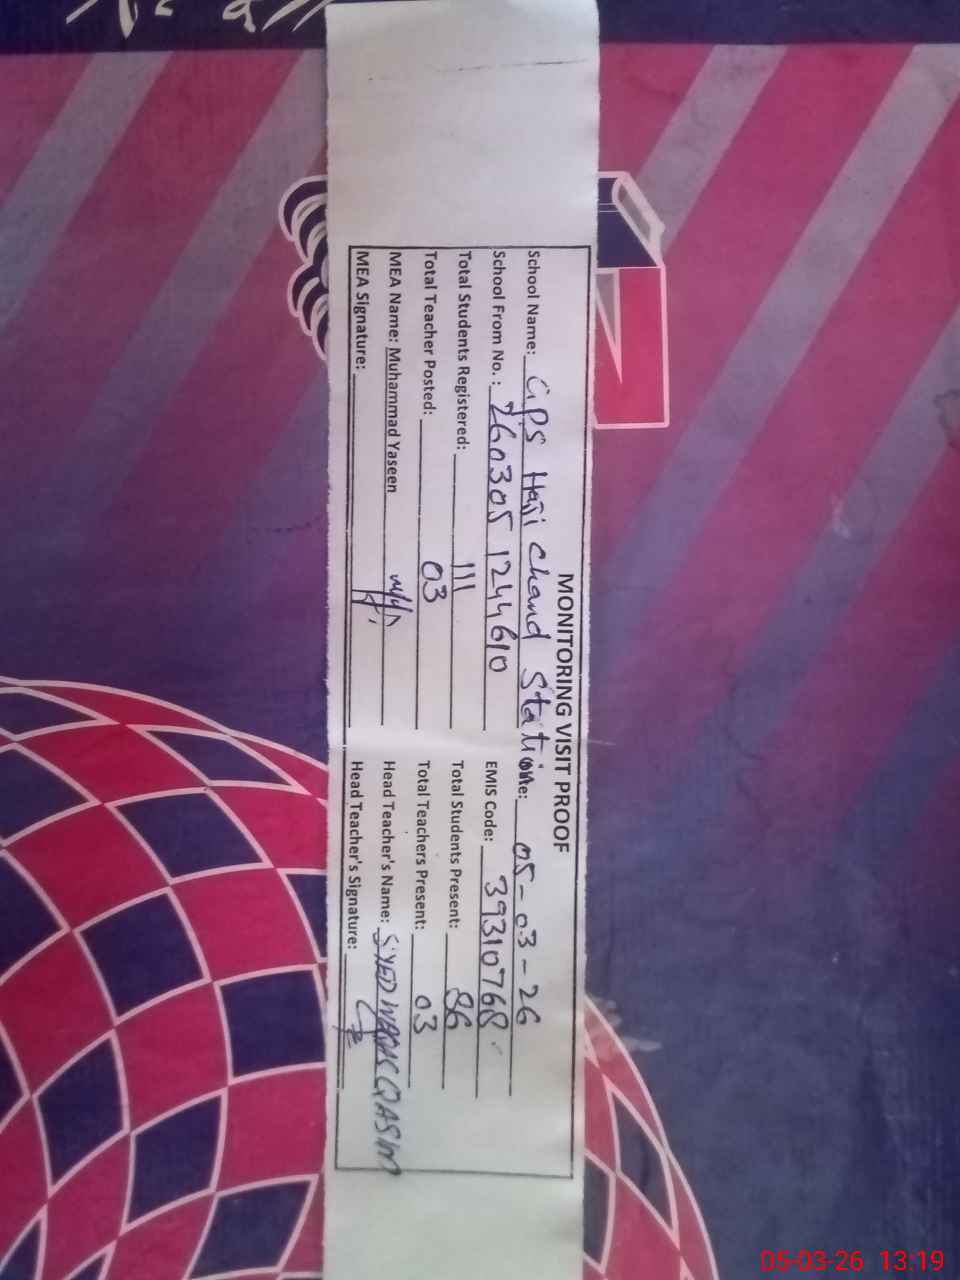 MONITORING VISIT PROOF
School Name: GPS Haji chand Station te: 05-03-26
School From No. : 260305 1244610 EMIS Code: 39310768
Total Students Registered: 111 Total Students Present: 86
Total Teacher Posted: 03 Total Teachers Present: 03
MEA Name: Muhammad Yaseen Head Teacher's Name: SYED WAQAS QASIM
MEA Signature: Head Teacher's Signature:
05-03-26 13:19